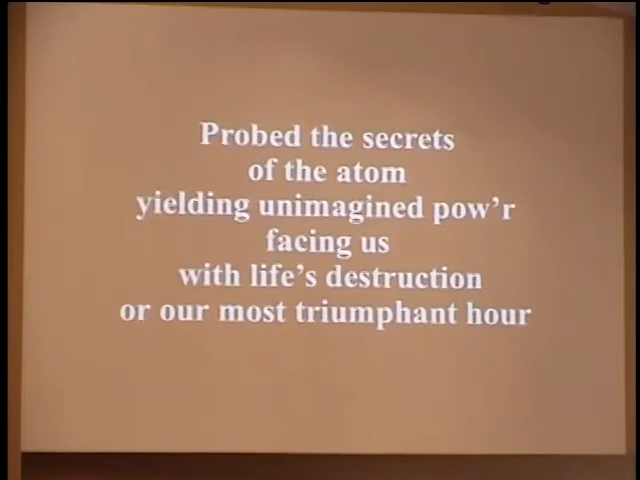 Probed the secrets
of the atom
yielding unimagined pow'r
facing us
with life's destruction
or our most triumphant hour